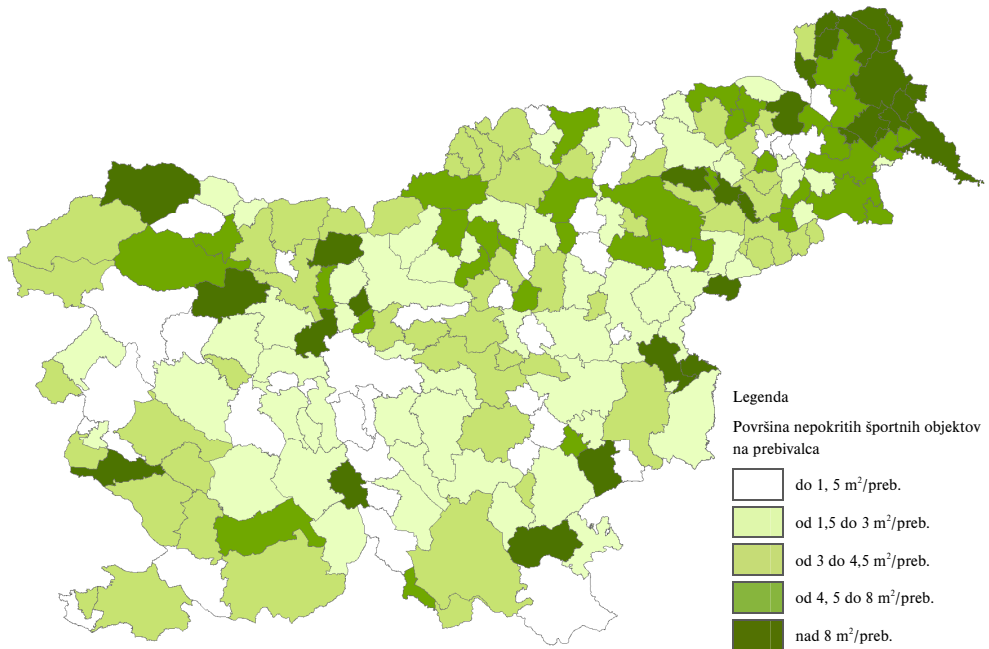 Legenda
Površina nepokritih športnih objektov
na prebivalca
do 1, 5 m²/preb.
od 1,5 do 3 m²/preb.
od 3 do 4,5 m²/preb.
od 4, 5 do 8 m²/preb.
nad 8 m²/preb.